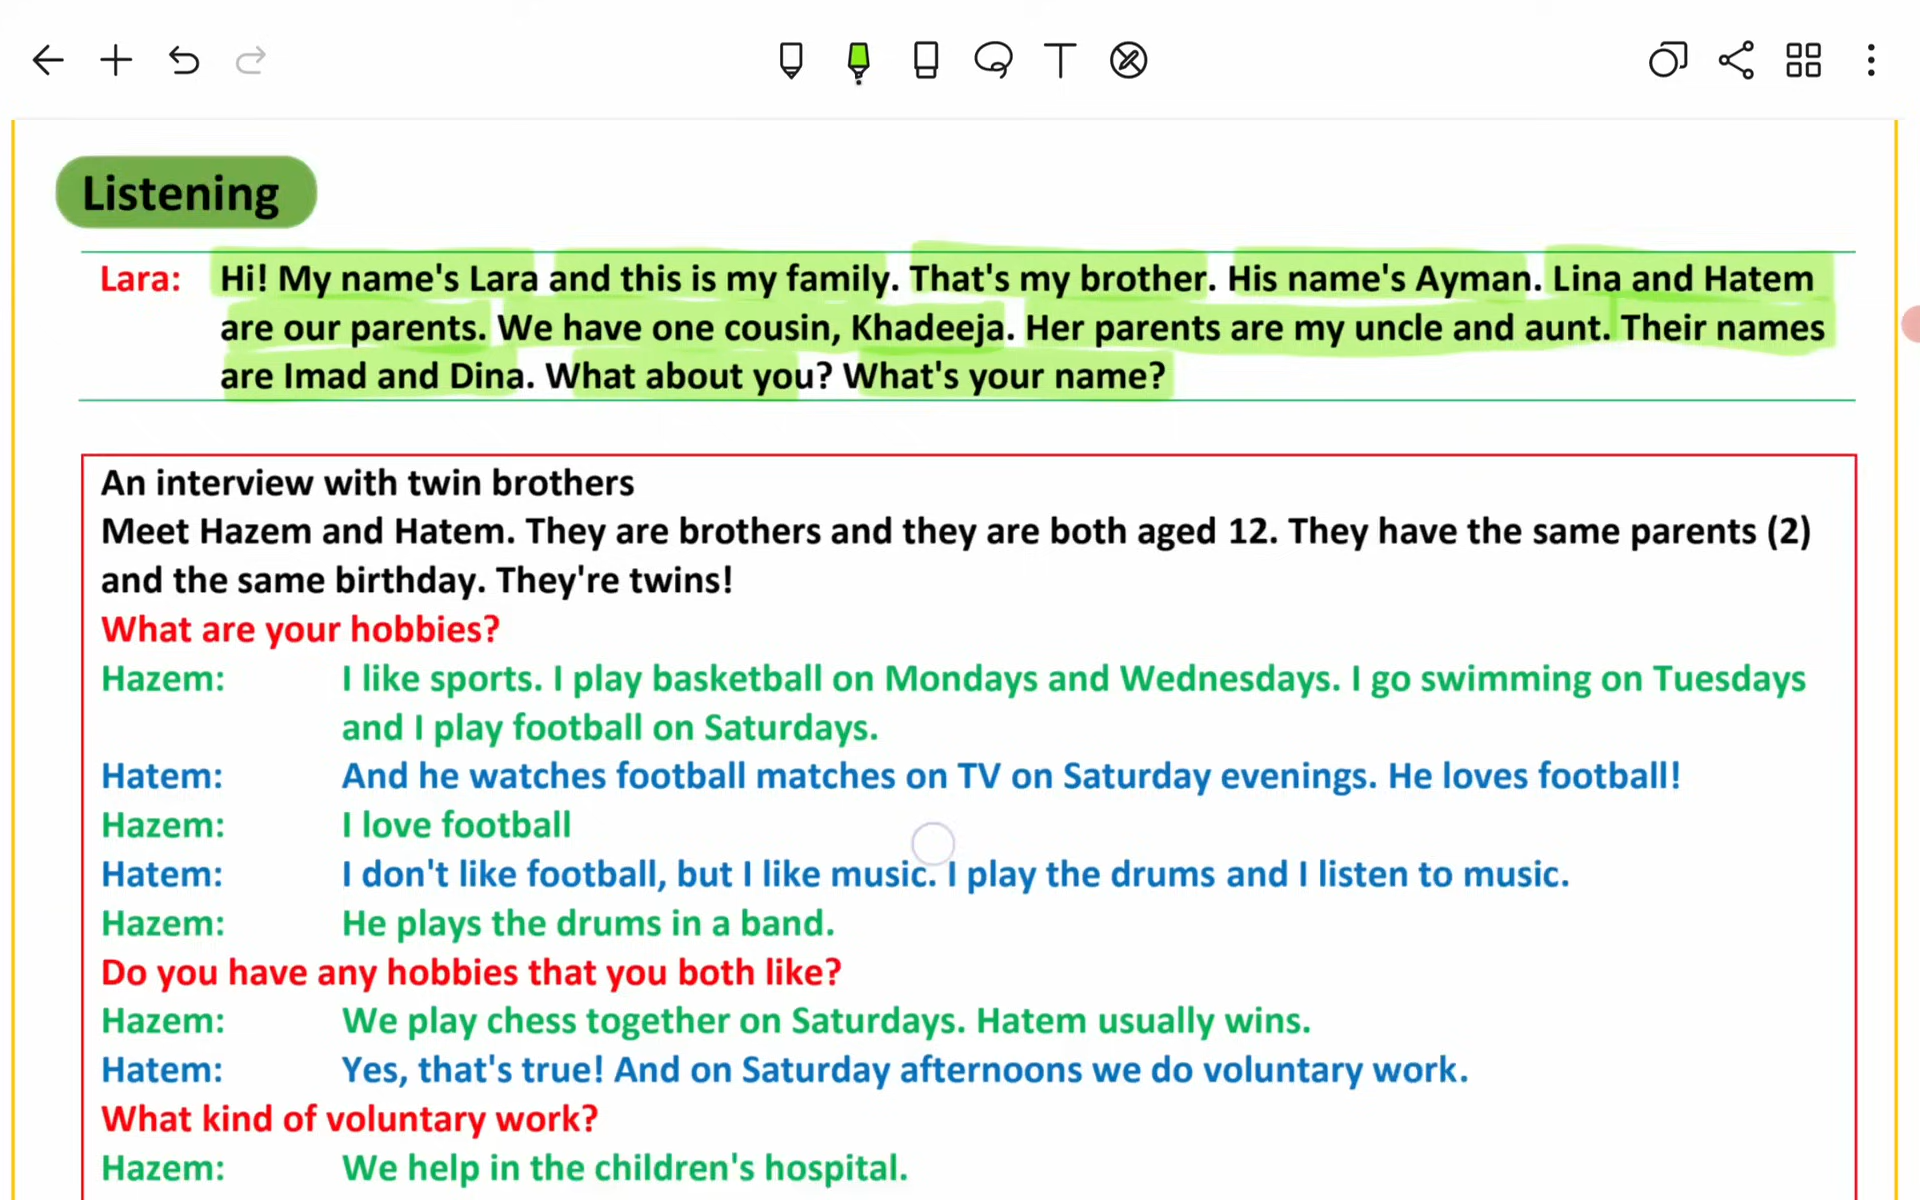 Listening
Lara: Hi! My name's Lara and this is my family. That's my brother. His name's Ayman. Lina and Hatem
are our parents. We have one cousin, Khadeeja. Her parents are my uncle and aunt. Their names
are Imad and Dina. What about you? What's your name?
An interview with twin brothers
Meet Hazem and Hatem. They are brothers and they are both aged 12. They have the same parents (2)
and the same birthday. They're twins!
What are your hobbies?
Hazem: I like sports. I play basketball on Mondays and Wednesdays. I go swimming on Tuesdays
and I play football on Saturdays.
Hatem: And he watches football matches on TV on Saturday evenings. He loves football!
Hazem: I love football
Hatem: I don't like football, but I like music. I play the drums and I listen to music.
Hazem: He plays the drums in a band.
Do you have any hobbies that you both like?
Hazem: We play chess together on Saturdays. Hatem usually wins.
Hatem: Yes, that's true! And on Saturday afternoons we do voluntary work.
What kind of voluntary work?
Hazem: We help in the children's hospital.